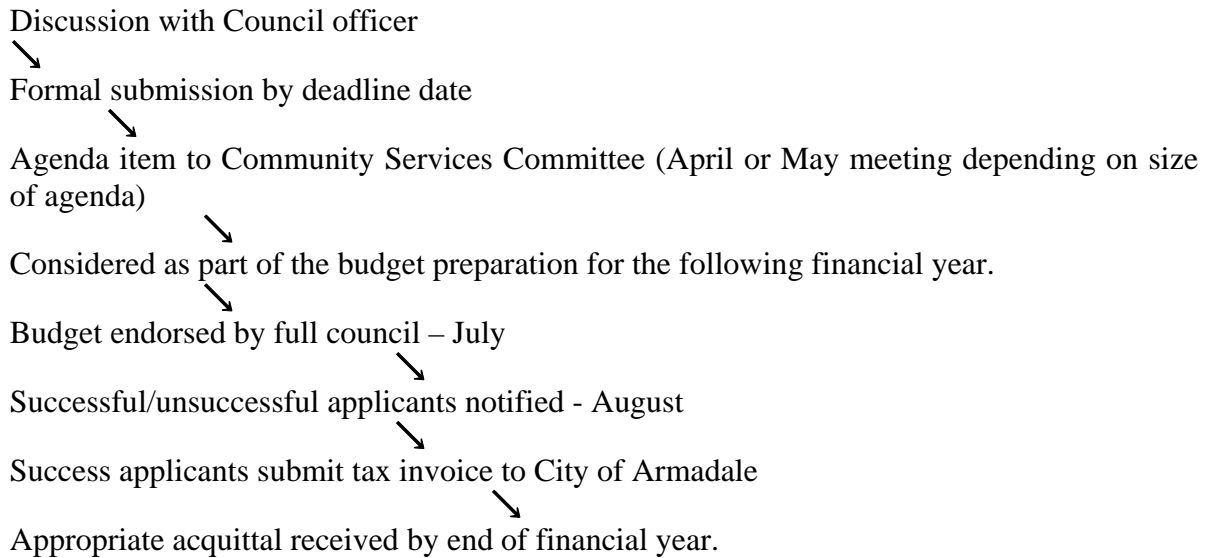 Discussion with Council officer
Formal submission by deadline date
Agenda item to Community Services Committee (April or May meeting depending on size
of agenda)
Considered as part of the budget preparation for the following financial year.
Budget endorsed by full council – July
Successful/unsuccessful applicants notified - August
Success applicants submit tax invoice to City of Armadale
Appropriate acquittal received by end of financial year.